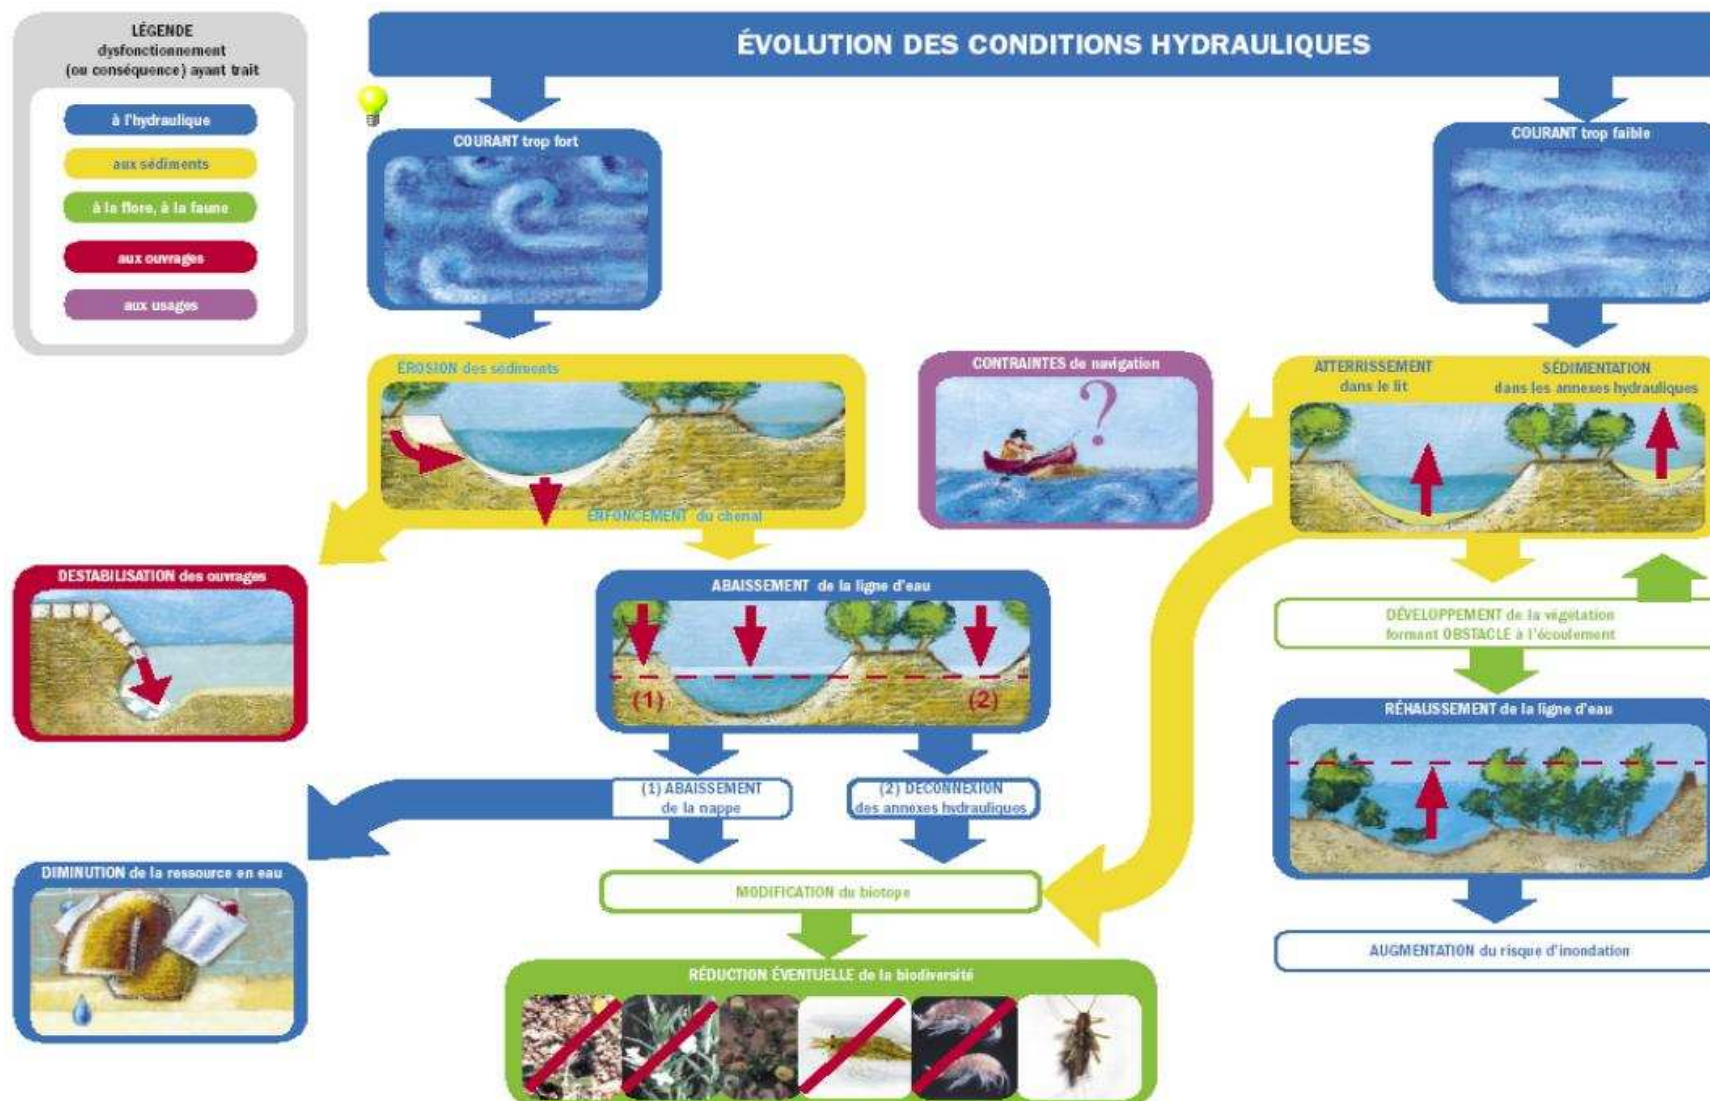 LÉGENDE
dysfonctionnement
(ou conséquence) ayant trait
à l'hydraulique
aux sédiments
à la flore, à la faune
aux ouvrages
aux usages
ÉVOLUTION DES CONDITIONS HYDRAULIQUES
COURANT trop fort
COURANT trop faible
ÉROSION des sédiments
ENFONCEMENT du chenal
CONTRAINTES de navigation
?
ATTERRISSEMENT
dans le lit
SÉDIMENTATION
dans les annexes hydrauliques
DESTABILISATION des ouvrages
ABAISSEMENT de la ligne d'eau
(1)
(2)
DÉVELOPPEMENT de la végétation
formant OBSTACLE à l'écoulement
RÉHAUSSEMENT de la ligne d'eau
(1) ABAISSEMENT
de la nappe
(2) DECONNEXION
des annexes hydrauliques
DIMINUTION de la ressource en eau
MODIFICATION du biotope
AUGMENTATION du risque d'inondation
RÉDUCTION ÉVENTUELLE de la biodiversité